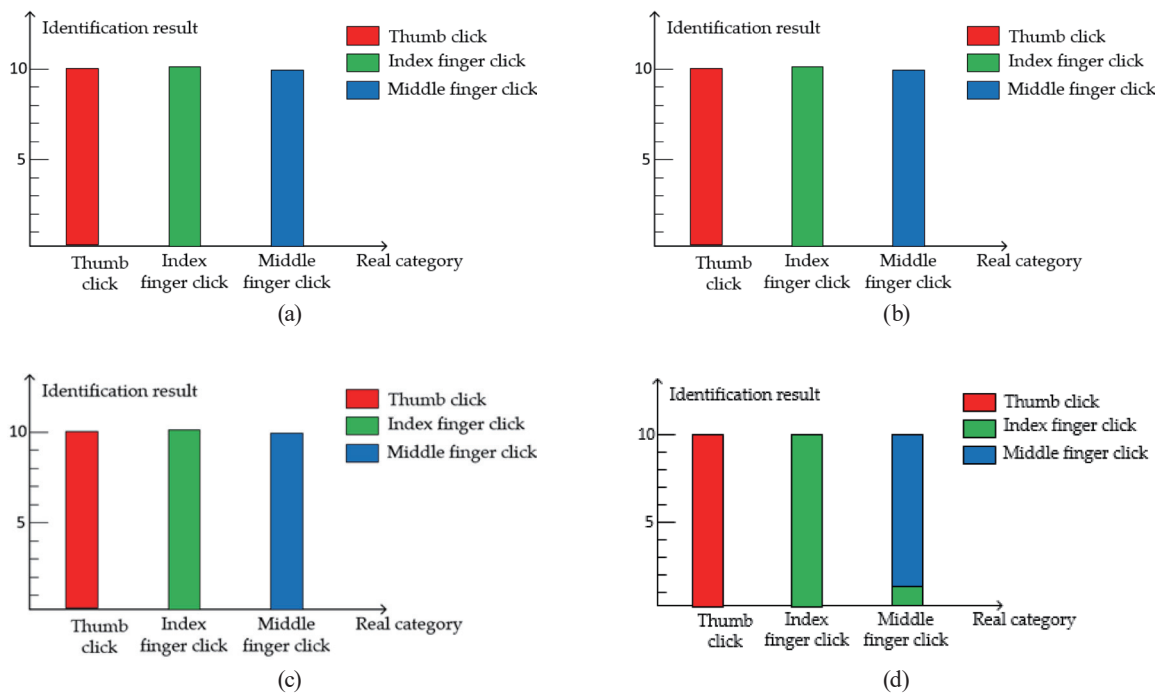 Identification result
Thumb click
Index finger click
Middle finger click
10
5
Thumb
click
Index
finger click
Middle
finger click
Real category
(a)
Identification result
Thumb click
Index finger click
Middle finger click
10
5
Thumb
click
Index
finger click
Middle
finger click
Real category
(b)
Identification result
Thumb click
Index finger click
Middle finger click
10
5
Thumb
click
Index
finger click
Middle
finger click
Real category
(c)
Identification result
Thumb click
Index finger click
Middle finger click
10
5
Thumb
click
Index
finger click
Middle
finger click
Real category
(d)